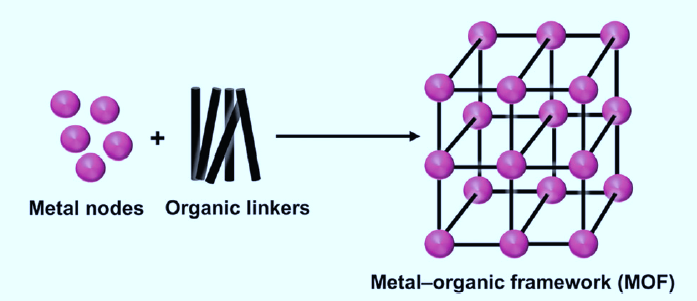 +
Metal nodes
Organic linkers
Metal–organic framework (MOF)